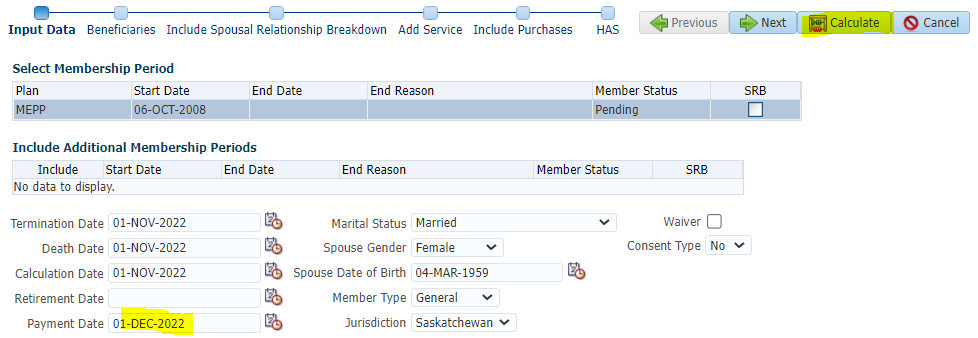 Input Data Beneficiaries Include Spousal Relationship Breakdown Add Service Include Purchases HAS Previous Next Calculate Cancel
Select Membership Period
Plan Start Date End Date End Reason Member Status SRB
MEPP 06-OCT-2008 Pending
Include Additional Membership Periods
Include Start Date End Date End Reason Member Status SRB
No data to display.
Termination Date 01-NOV-2022 Marital Status Married Waiver
Death Date 01-NOV-2022 Spouse Gender Female Consent Type No
Calculation Date 01-NOV-2022 Spouse Date of Birth 04-MAR-1959
Retirement Date Member Type General
Payment Date 01-DEC-2022 Jurisdiction Saskatchewan